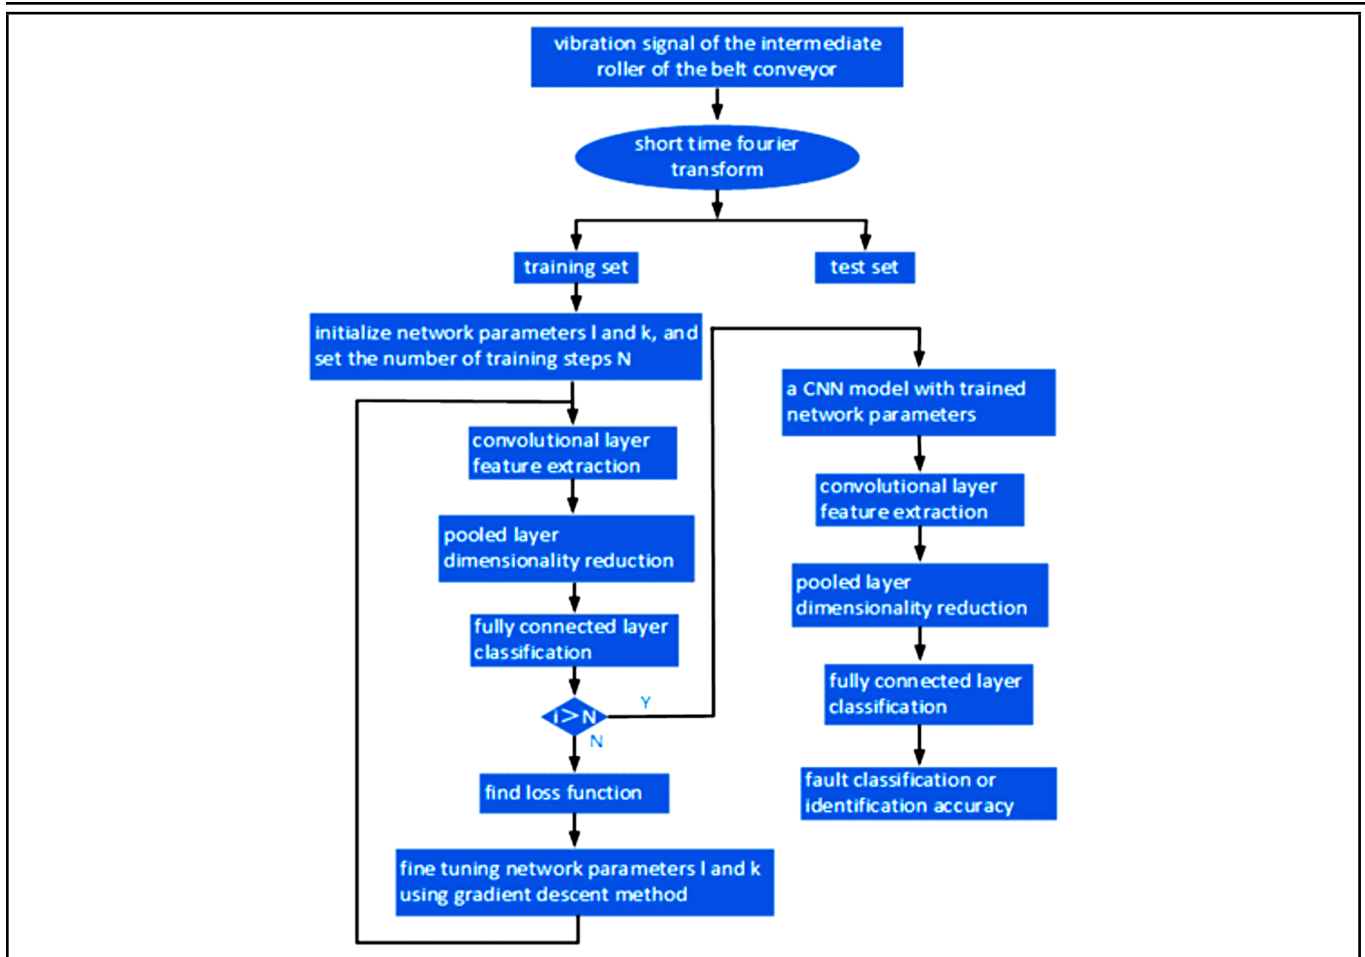 vibration signal of the intermediate
roller of the belt conveyor
short time fourier
transform
training set
test set
initialize network parameters l and k, and
set the number of training steps N
convolutional layer
feature extraction
pooled layer
dimensionality reduction
fully connected layer
classification
i>N
Y
N
find loss function
fine tuning network parameters l and k
using gradient descent method
a CNN model with trained
network parameters
convolutional layer
feature extraction
pooled layer
dimensionality reduction
fully connected layer
classification
fault classification or
identification accuracy